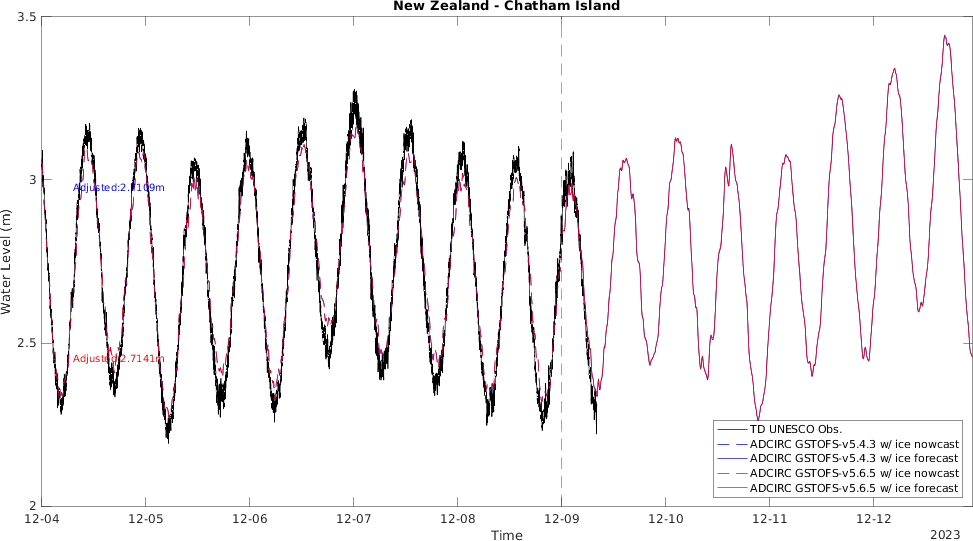 New Zealand - Chatham Island
3.5
3
2.5
2
Water Level (m)
Adjusted:2.7109m
Adjusted:2.7141m
TD UNESCO Obs.
ADCIRC GSTOFS-v5.4.3 w/ ice nowcast
ADCIRC GSTOFS-v5.4.3 w/ ice forecast
ADCIRC GSTOFS-v5.6.5 w/ ice nowcast
ADCIRC GSTOFS-v5.6.5 w/ ice forecast
12-04 12-05 12-06 12-07 12-08 12-09 12-10 12-11 12-12
Time
2023